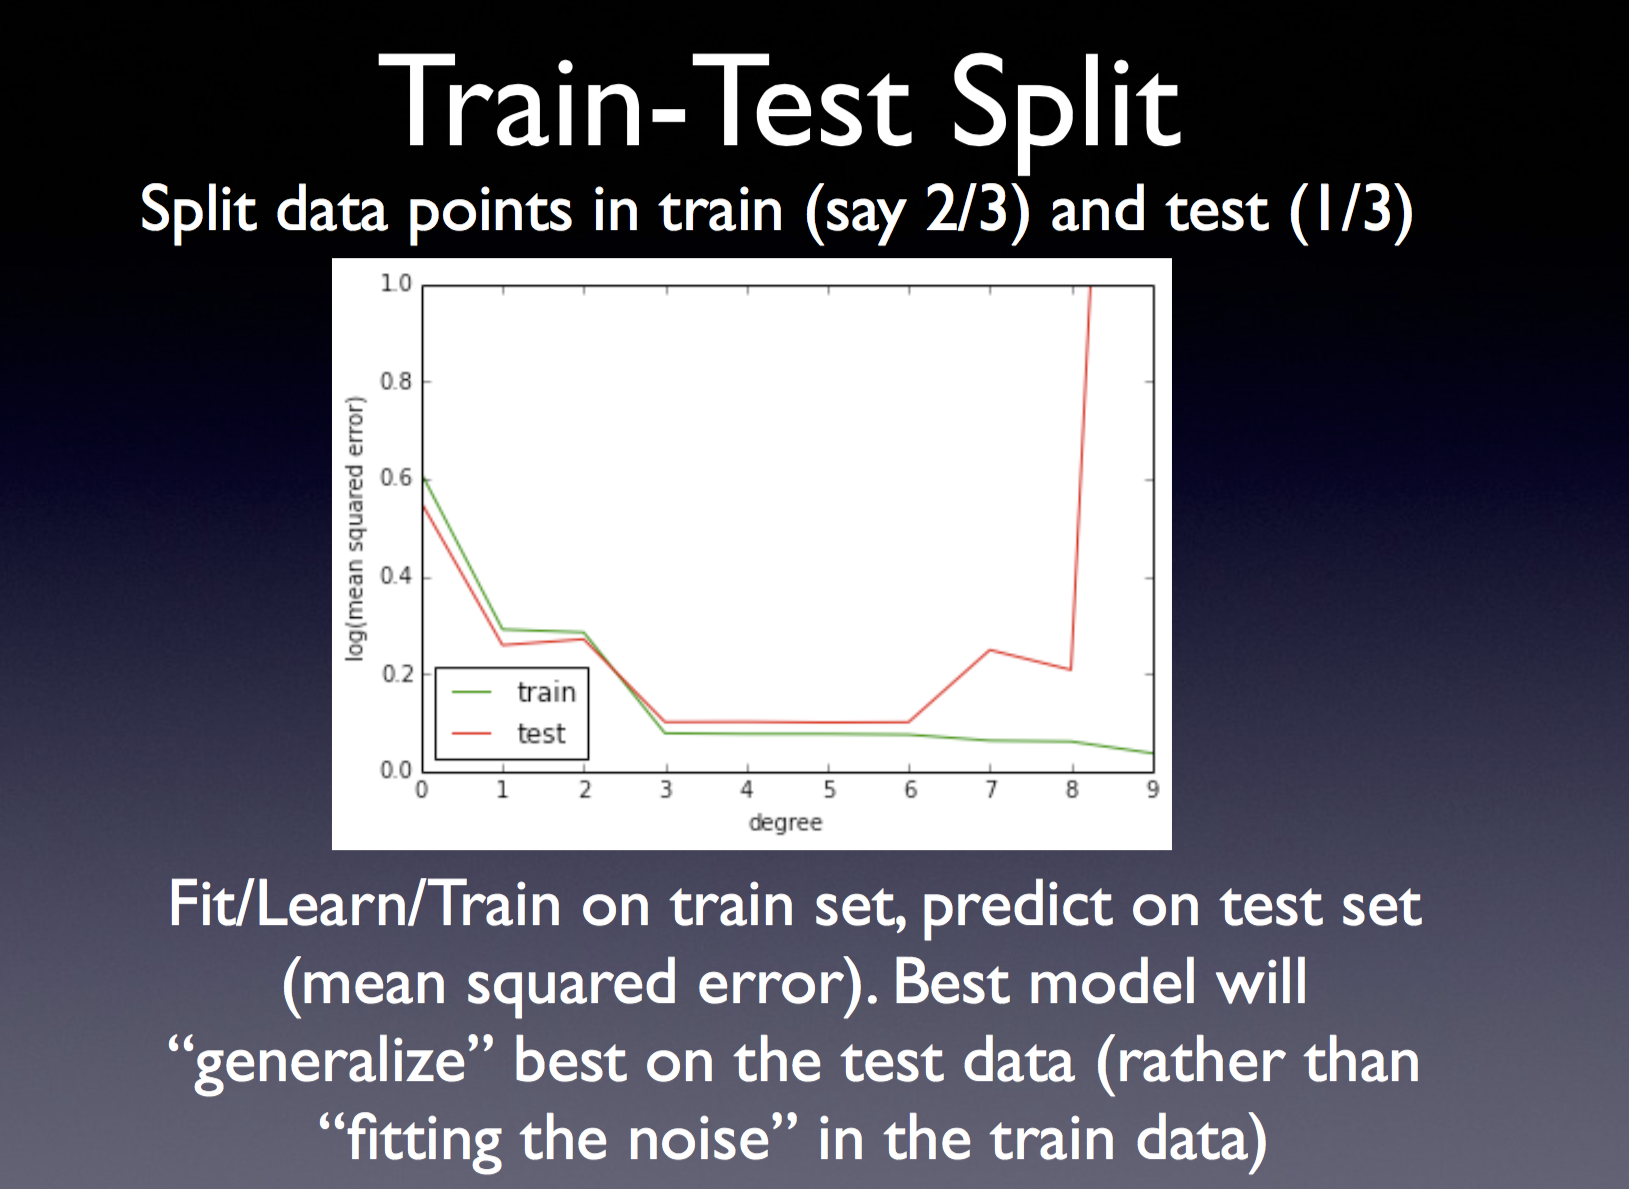 Train-Test Split
Split data points in train (say 2/3) and test (1/3)
1.0
0.8
0.6
0.4
0.2
0.0
log(mean squared error)
train
test
0 1 2 3 4 5 6 7 8 9
degree
Fit/Learn/Train on train set, predict on test set
(mean squared error). Best model will
“generalize” best on the test data (rather than
“fitting the noise” in the train data)